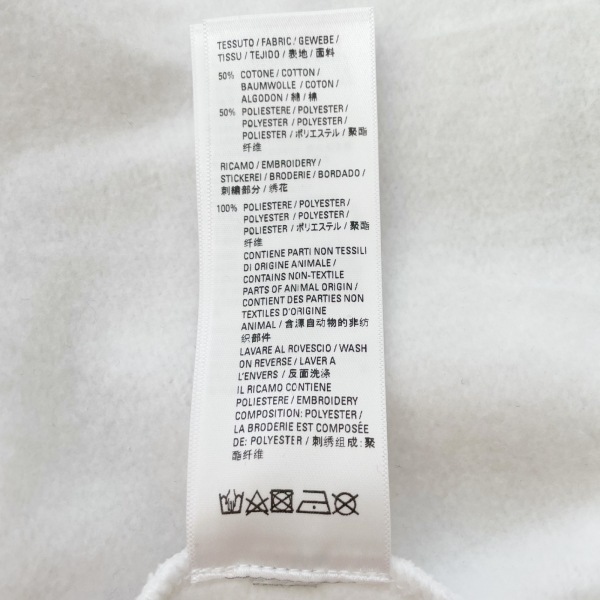 TESSUTO / FABRIC / GEWEBE /
TISSU / TEJIDO / 表地 / 面料
50% COTONE / COTTON /
BAUMWOLLE / COTON /
ALGODON / 綿 / 棉
50% POLIESTERE / POLYESTER /
POLYESTER / POLYESTER /
POLIESTER / ポリエステル / 聚酯
纤维
RICAMO / EMBROIDERY /
STICKEREI / BRODERIE / BORDADO /
刺繍部分 / 绣花
100% POLIESTERE / POLYESTER /
POLYESTER / POLYESTER /
POLIESTER / ポリエステル / 聚酯
纤维
CONTIENE PARTI NON TESSILI
DI ORIGINE ANIMALE /
CONTAINS NON-TEXTILE
PARTS OF ANIMAL ORIGIN /
CONTIENT DES PARTIES NON
TEXTILES D'ORIGINE
ANIMAL / 含源自动物的非纺
织部件
LAVARE AL ROVESCIO / WASH
ON REVERSE / LAVER A
L'ENVERS / 反面洗涤
IL RICAMO CONTIENE
POLIESTERE / EMBROIDERY
COMPOSITION: POLYESTER /
LA BRODERIE EST COMPOSÉE
DE: POLYESTER / 刺绣组成: 聚
酯纤维